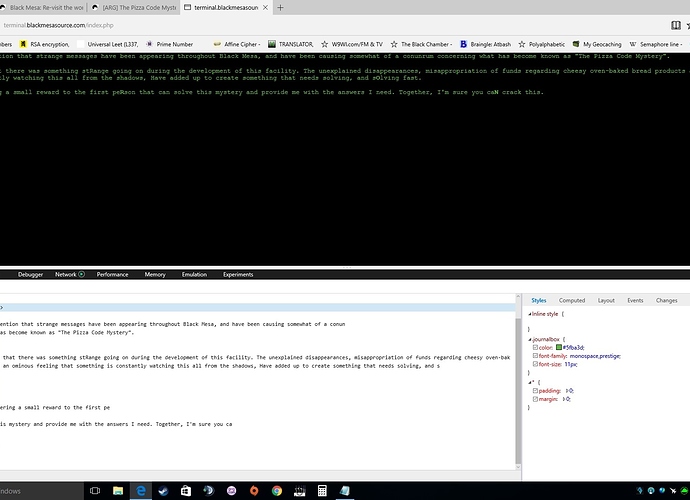 Black Mesa: Re-visit the wor
[ARG] The Pizza Code Myste
terminal.blackmesasour
terminal.blackmesasource.com/index.php
mbers
RSA encryption,
Universal Leet (L337,
Prime Number
Affine Cipher -
TRANSLATOR,
W9WI.com/FM & TV
The Black Chamber -
Braingle: Atbash
Polyalphabetic
My Geocaching
Semaphore line -
ntion that strange messages have been appearing throughout Black Mesa, and have been causing somewhat of a conundrum concerning what has become known as "The Pizza Code Mystery".
t there was something stRange going on during the development of this facility. The unexplained disappearances, misappropriation of funds regarding cheesy oven-baked bread products
ly watching this all from the shadows, Have added up to create something that needs solving, and sOlving fast.
g a small reward to the first peRson that can solve this mystery and provide me with the answers I need. Together, I'm sure you caN crack this.
Debugger Network Performance Memory Emulation Experiments
>
Styles Computed Layout Events Changes
ention that strange messages have been appearing throughout Black Mesa, and have been causing somewhat of a conun
as become known as "The Pizza Code Mystery".
that there was something stRange going on during the development of this facility. The unexplained disappearances, misappropriation of funds regarding cheesy oven-bak
an ominous feeling that something is constantly watching this all from the shadows, Have added up to create something that needs solving, and s
ering a small reward to the first pe
is mystery and provide me with the answers I need. Together, I'm sure you ca
Inline style {
}
.journalbox {
color: #5fba3d;
font-family: monospace,prestige;
font-size: 11px;
}
* {
padding: 0;
margin: 0;
}
indows